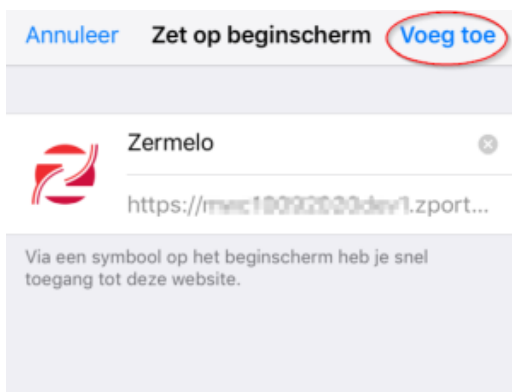 Annuleer Zet op beginscherm Voeg toe
Zermelo
https:// .zport...
Via een symbool op het beginscherm heb je snel
toegang tot deze website.